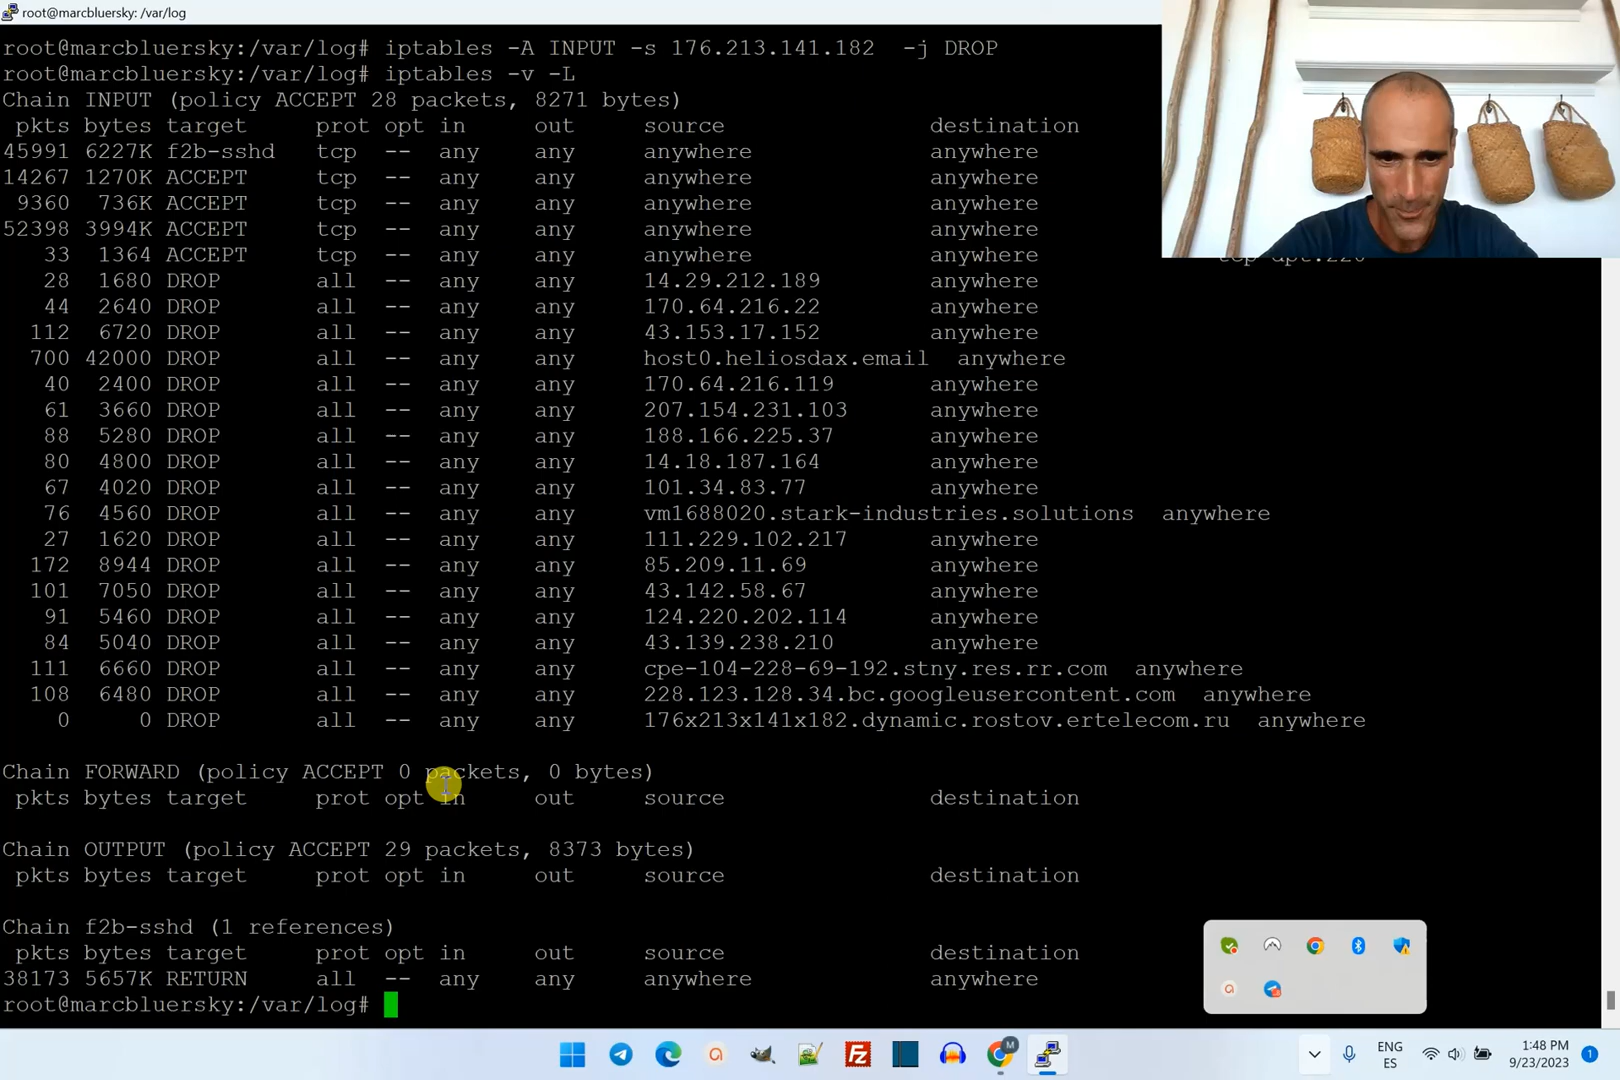 root@marcbluersky: /var/log
root@marcbluersky:/var/log# iptables -A INPUT -s 176.213.141.182  -j DROP
root@marcbluersky:/var/log# iptables -v -L
Chain INPUT (policy ACCEPT 28 packets, 8271 bytes)
pkts bytes target prot opt in out source destination
45991 6227K f2b-sshd tcp -- any any anywhere anywhere
14267 1270K ACCEPT tcp -- any any anywhere anywhere
9360 736K ACCEPT tcp -- any any anywhere anywhere
52398 3994K ACCEPT tcp -- any any anywhere anywhere
33 1364 ACCEPT tcp -- any any anywhere anywhere
28 1680 DROP all -- any any 14.29.212.189 anywhere
44 2640 DROP all -- any any 170.64.216.22 anywhere
112 6720 DROP all -- any any 43.153.17.152 anywhere
700 42000 DROP all -- any any host0.heliosdax.email anywhere
40 2400 DROP all -- any any 170.64.216.119 anywhere
61 3660 DROP all -- any any 207.154.231.103 anywhere
88 5280 DROP all -- any any 188.166.225.37 anywhere
80 4800 DROP all -- any any 14.18.187.164 anywhere
67 4020 DROP all -- any any 101.34.83.77 anywhere
76 4560 DROP all -- any any vm1688020.stark-industries.solutions anywhere
27 1620 DROP all -- any any 111.229.102.217 anywhere
172 8944 DROP all -- any any 85.209.11.69 anywhere
101 7050 DROP all -- any any 43.142.58.67 anywhere
91 5460 DROP all -- any any 124.220.202.114 anywhere
84 5040 DROP all -- any any 43.139.238.210 anywhere
111 6660 DROP all -- any any cpe-104-228-69-192.stny.res.rr.com anywhere
108 6480 DROP all -- any any 228.123.128.34.bc.googleusercontent.com anywhere
0 0 DROP all -- any any 176x213x141x182.dynamic.rostov.ertelecom.ru anywhere
Chain FORWARD (policy ACCEPT 0 packets, 0 bytes)
pkts bytes target prot opt in out source destination
Chain OUTPUT (policy ACCEPT 29 packets, 8373 bytes)
pkts bytes target prot opt in out source destination
Chain f2b-sshd (1 references)
pkts bytes target prot opt in out source destination
38173 5657K RETURN all -- any any anywhere anywhere
root@marcbluersky:/var/log#
ENG
ES
1:48 PM
9/23/2023
1